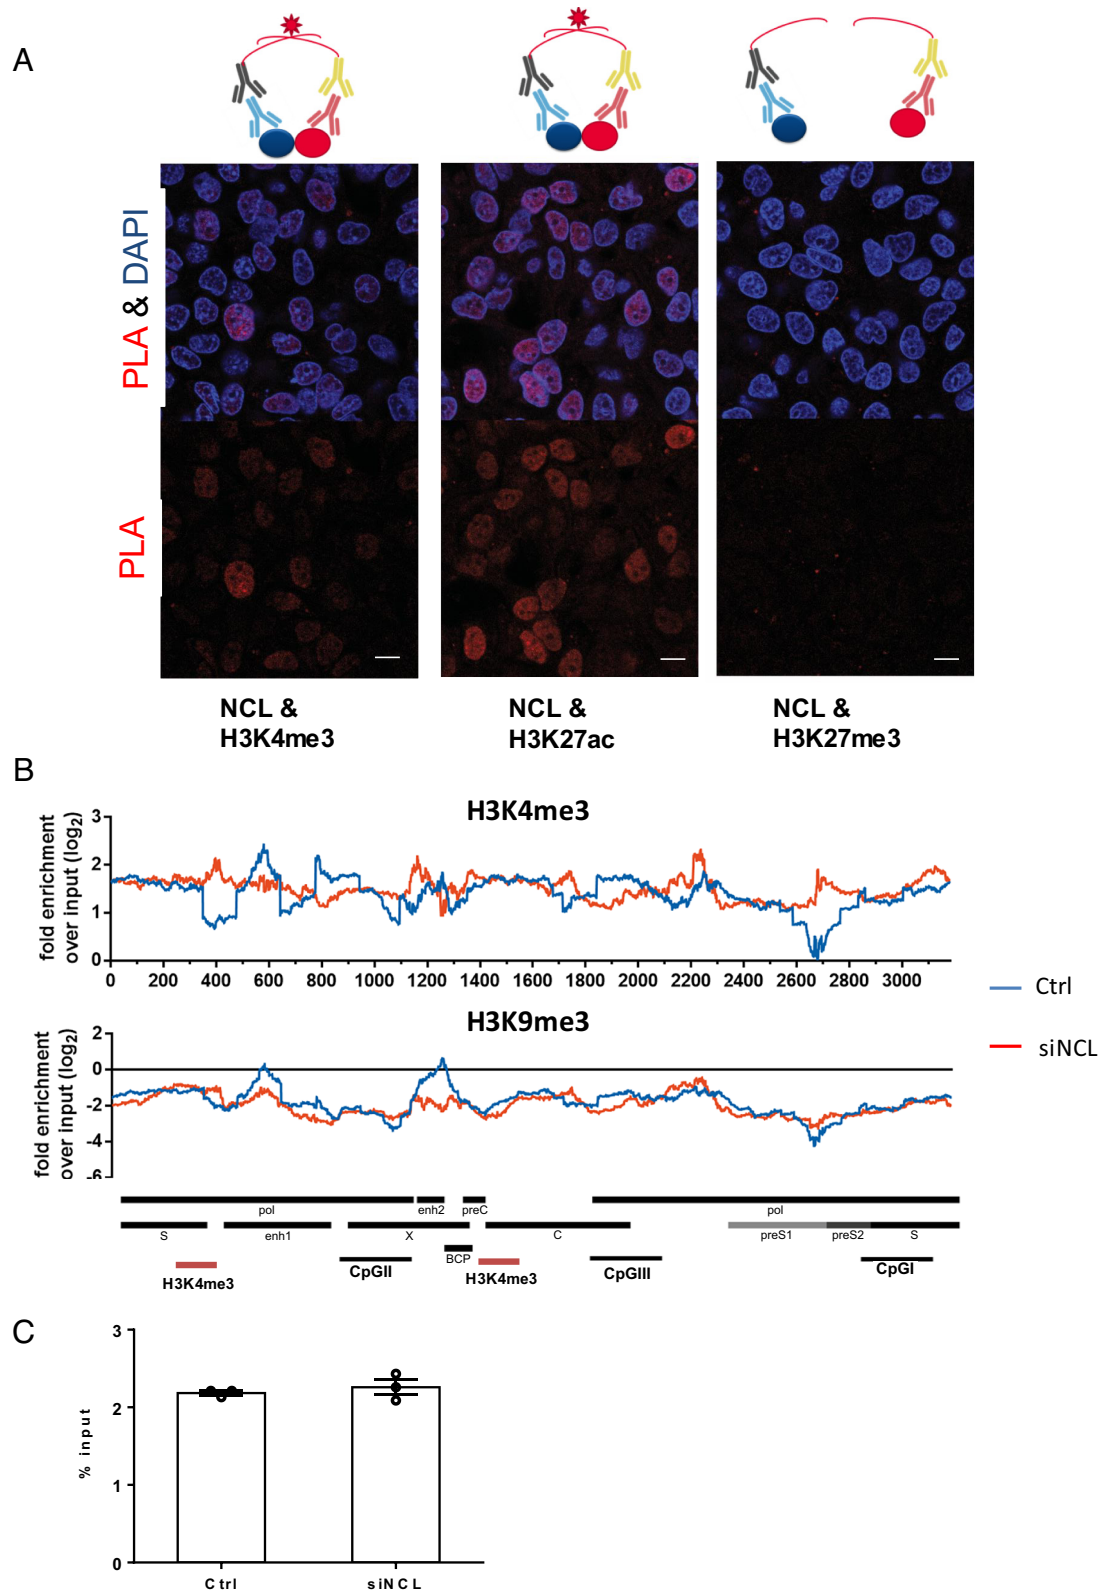 A
PLA & DAPI
PLA
NCL &
H3K4me3
NCL &
H3K27ac
NCL &
H3K27me3
B
H3K4me3
fold enrichment
over input (log2)
3
2
1
0
0 200 400 600 800 1000 1200 1400 1600 1800 2000 2200 2400 2600 2800 3000
Ctrl
siNCL
H3K9me3
fold enrichment
over input (log2)
2
0
-2
-4
-6
pol enh2 preC pol
S enh1 X C preS1 preS2 S
H3K4me3 CpGII BCP H3K4me3 CpGIII CpGI
C
% input
3
2
1
0
Ctrl siNCL